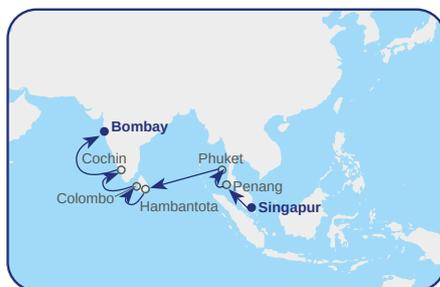 Bombay
Cochin
Phuket
Penang
Colombo
Hambantota
Singapur